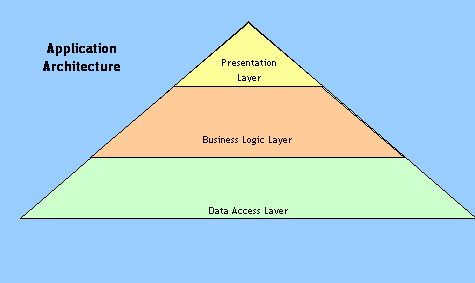 Application
Architecture
Presentation
Layer
Business Logic Layer
Data Access Layer